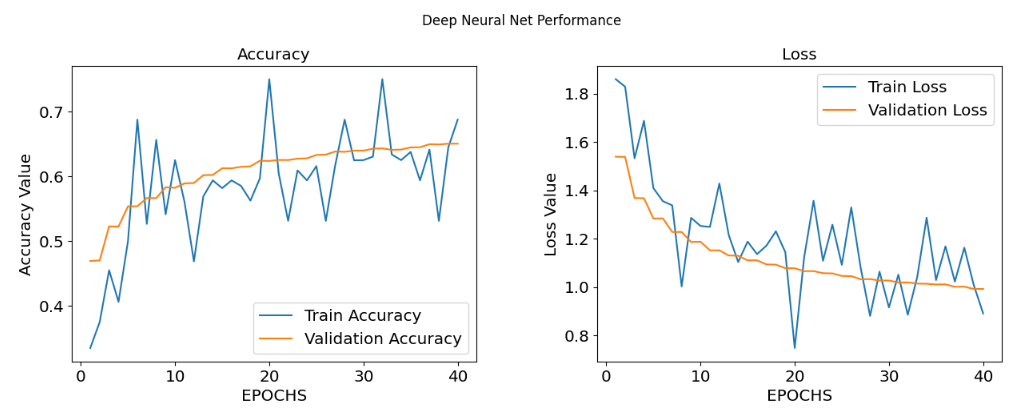 Deep Neural Net Performance
Accuracy
Accuracy Value
0.7
0.6
0.5
0.4
Train Accuracy
Validation Accuracy
0
10
20
30
40
EPOCHS
Loss
Loss Value
1.8
1.6
1.4
1.2
1.0
0.8
Train Loss
Validation Loss
0
10
20
30
40
EPOCHS